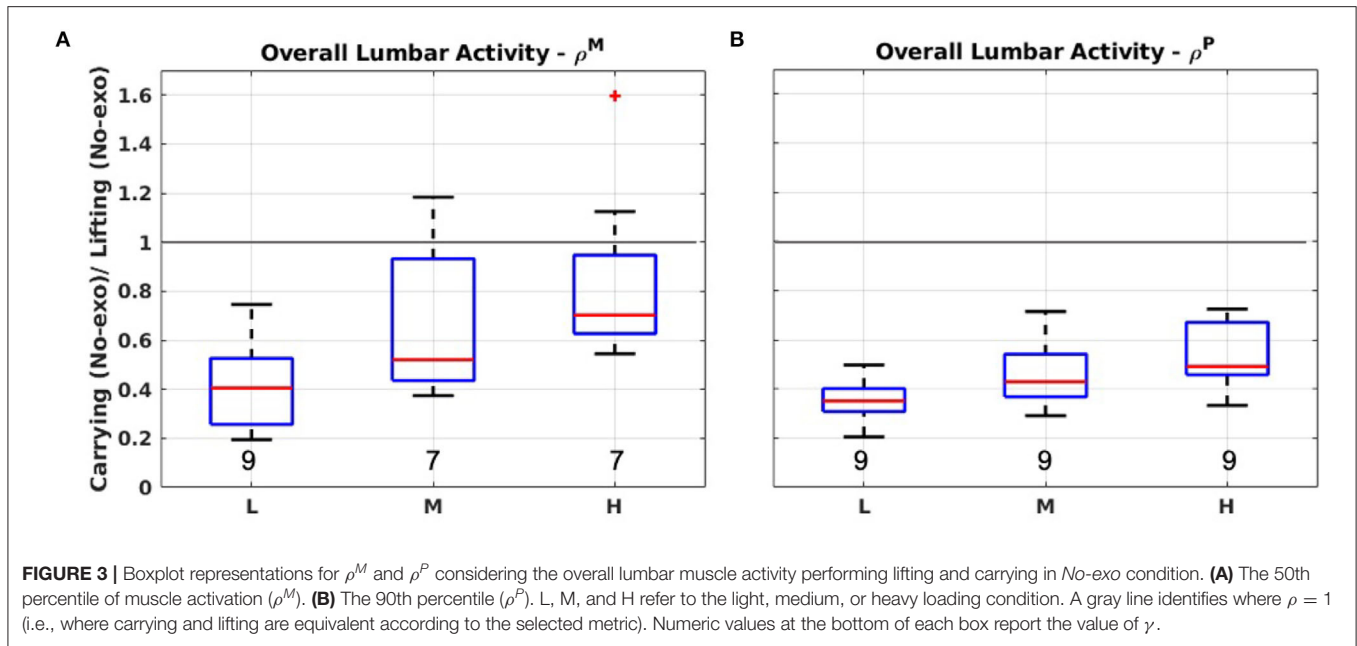 A
Overall Lumbar Activity - ρ^M
Carrying (No-exo)/ Lifting (No-exo)
1.6
1.4
1.2
1
0.8
0.6
0.4
0.2
0
9 7 7
L M H
B
Overall Lumbar Activity - ρ^P
9 9 9
L M H
FIGURE 3 | Boxplot representations for ρ^M and ρ^P considering the overall lumbar muscle activity performing lifting and carrying in No-exo condition. (A) The 50th
percentile of muscle activation (ρ^M). (B) The 90th percentile (ρ^P). L, M, and H refer to the light, medium, or heavy loading condition. A gray line identifies where ρ = 1
(i.e., where carrying and lifting are equivalent according to the selected metric). Numeric values at the bottom of each box report the value of γ.